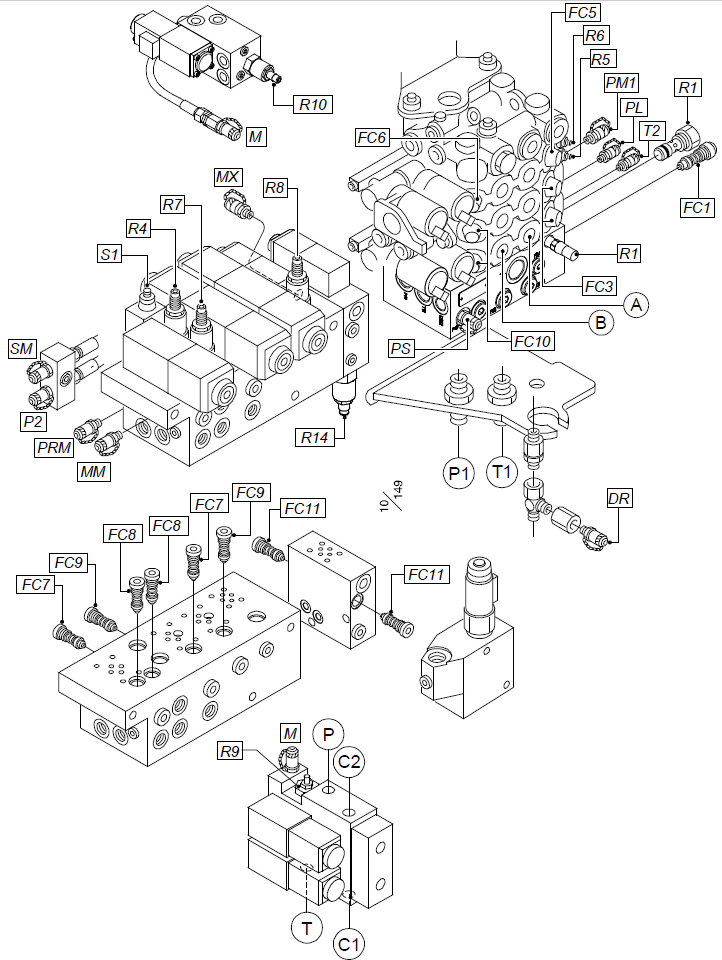 FC5
R6
R5
PM1
PL
T2
R1
FC1
R10
M
FC6
MX
R8
R7
R4
S1
R1
FC3
A
B
FC10
PS
SM
P2
PRM
MM
R14
P1
T1
DR
10/149
FC9
FC7
FC11
FC8
FC8
FC9
FC7
FC11
M
P
R9
C2
T
C1